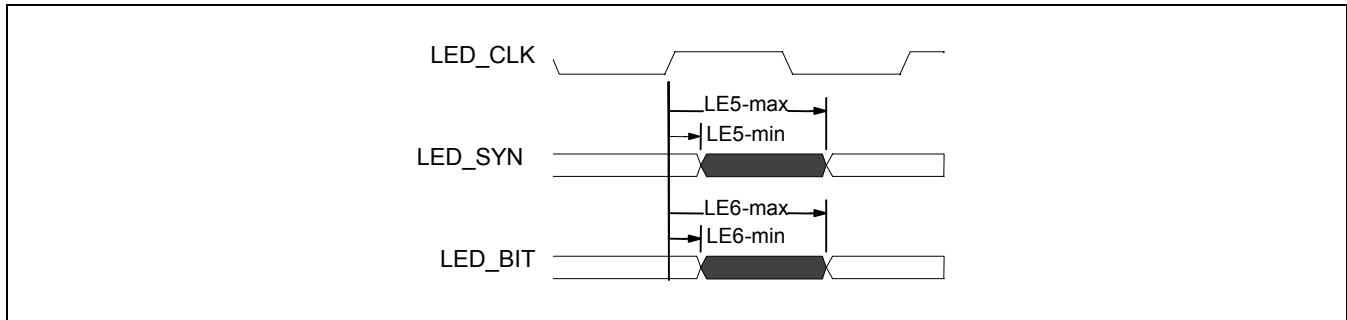 LED_CLK
LE5-max
LE5-min
LED_SYN
LE6-max
LE6-min
LED_BIT